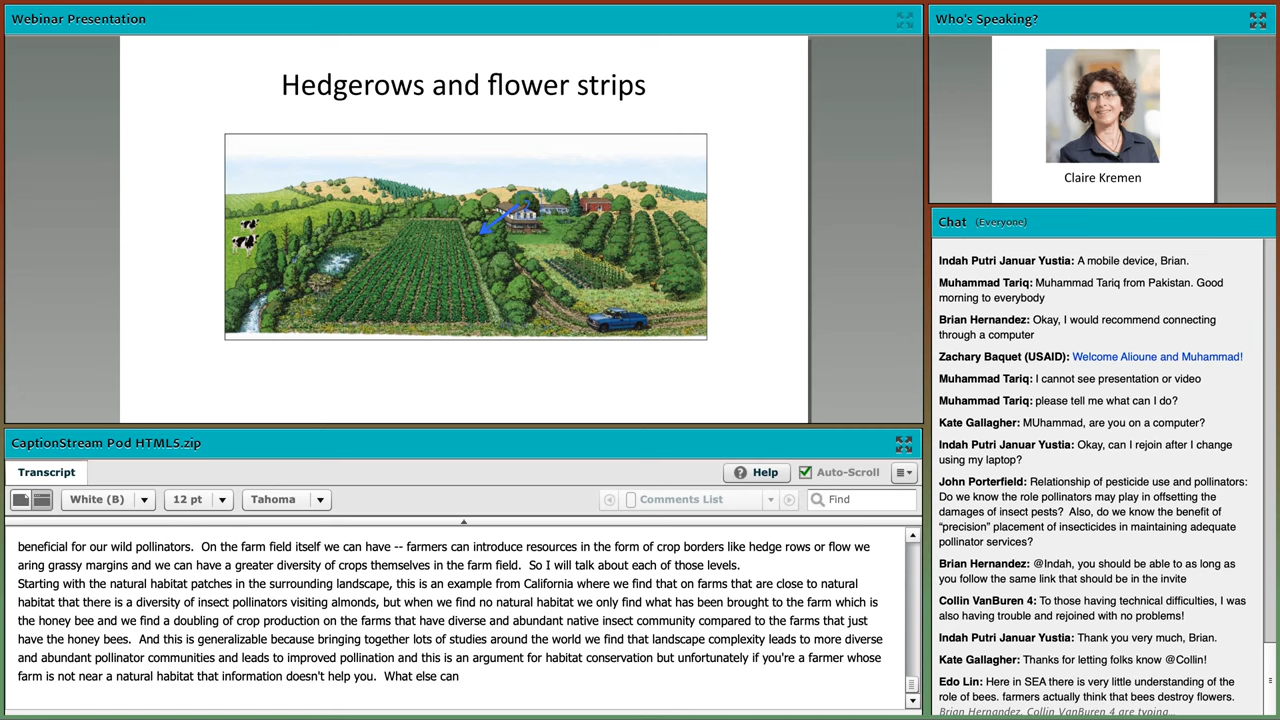 Webinar Presentation
Hedgerows and flower strips
Who's Speaking?
Claire Kremen
Chat (Everyone)
Indah Putri Januar Yustia: A mobile device, Brian.
Muhammad Tariq: Muhammad Tariq from Pakistan. Good
morning to everybody
Brian Hernandez: Okay, I would recommend connecting
through a computer
Zachary Baquet (USAID): Welcome Alioune and Muhammad!
Muhammad Tariq: I cannot see presentation or video
Muhammad Tariq: please tell me what can I do?
Kate Gallagher: MUhammad, are you on a computer?
Indah Putri Januar Yustia: Okay, can I rejoin after I change
using my laptop?
John Porterfield: Relationship of pesticide use and pollinators:
Do we know the role pollinators may play in offsetting the
damages of insect pests? Also, do we know the benefit of
“precision” placement of insecticides in maintaining adequate
pollinator services?
Brian Hernandez: @Indah, you should be able to as long as
you follow the same link that should be in the invite
Collin VanBuren 4: To those having technical difficulties, I was
also having trouble and rejoined with no problems!
Indah Putri Januar Yustia: Thank you very much, Brian.
Kate Gallagher: Thanks for letting folks know @Collin!
Edo Lin: Here in SEA there is very little understanding of the
role of bees. farmers actually think that bees destroy flowers.
Brian Hernandez, Collin VanBuren 4 are typing...
CaptionStream Pod HTML5.zip
Transcript
Help
Auto-Scroll
White (B)
12 pt
Tahoma
Comments List
Find
beneficial for our wild pollinators. On the farm field itself we can have -- farmers can introduce resources in the form of crop borders like hedge rows or flow we
aring grassy margins and we can have a greater diversity of crops themselves in the farm field. So I will talk about each of those levels.
Starting with the natural habitat patches in the surrounding landscape, this is an example from California where we find that on farms that are close to natural
habitat that there is a diversity of insect pollinators visiting almonds, but when we find no natural habitat we only find what has been brought to the farm which is
the honey bee and we find a doubling of crop production on the farms that have diverse and abundant native insect community compared to the farms that just
have the honey bees. And this is generalizable because bringing together lots of studies around the world we find that landscape complexity leads to more diverse
and abundant pollinator communities and leads to improved pollination and this is an argument for habitat conservation but unfortunately if you're a farmer whose
farm is not near a natural habitat that information doesn't help you. What else can